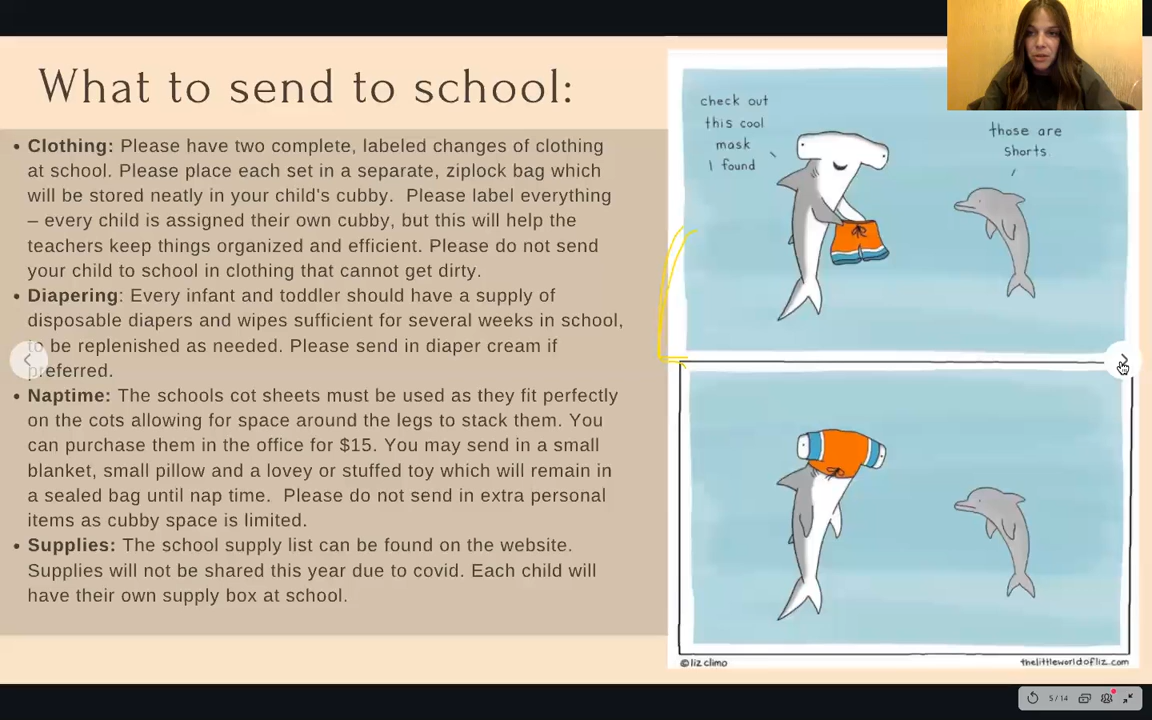 What to send to school:
• Clothing: Please have two complete, labeled changes of clothing
at school. Please place each set in a separate, ziplock bag which
will be stored neatly in your child's cubby.  Please label everything
– every child is assigned their own cubby, but this will help the
teachers keep things organized and efficient. Please do not send
your child to school in clothing that cannot get dirty.
• Diapering: Every infant and toddler should have a supply of
disposable diapers and wipes sufficient for several weeks in school,
to be replenished as needed. Please send in diaper cream if
preferred.
• Naptime: The schools cot sheets must be used as they fit perfectly
on the cots allowing for space around the legs to stack them. You
can purchase them in the office for $15. You may send in a small
blanket, small pillow and a lovey or stuffed toy which will remain in
a sealed bag until nap time.  Please do not send in extra personal
items as cubby space is limited.
• Supplies: The school supply list can be found on the website.
Supplies will not be shared this year due to covid. Each child will
have their own supply box at school.
check out
this cool
mask
I found
those are
shorts.
©liz climo
thelittleworldofliz.com
5/14